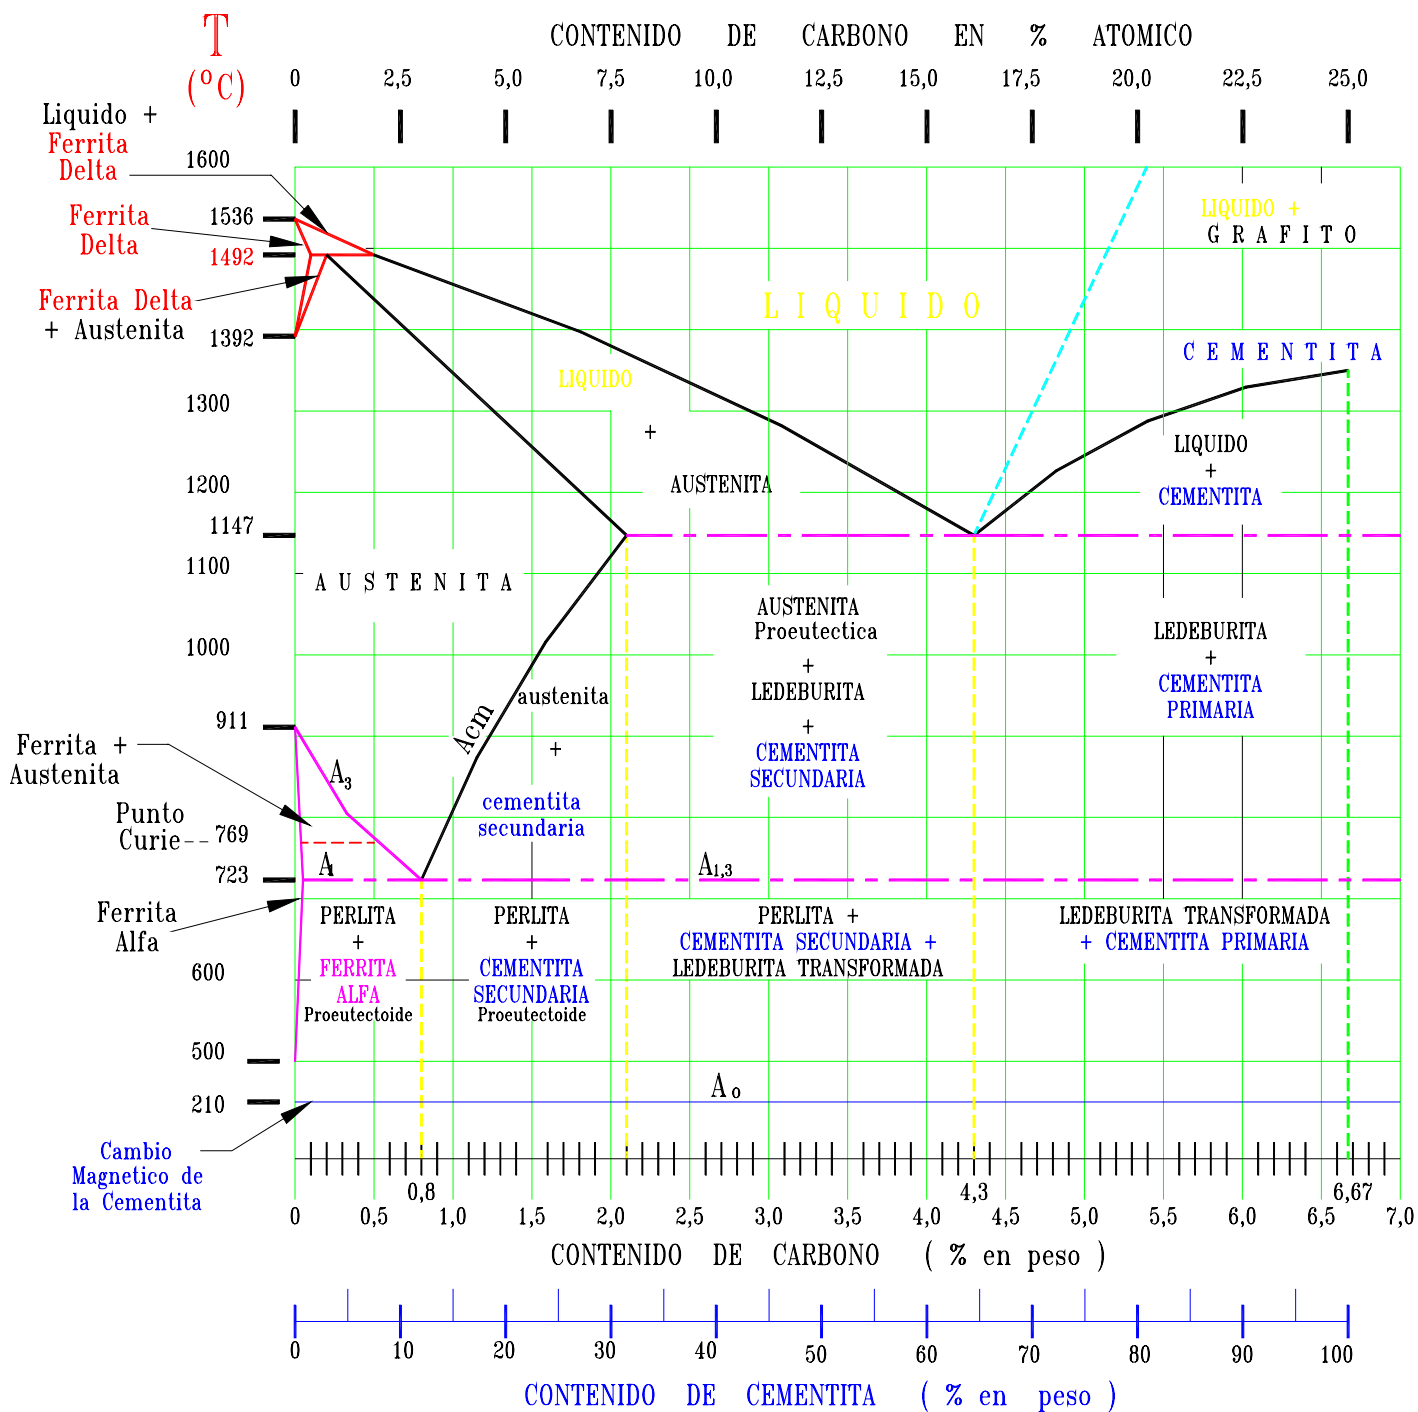 T
(ºC)
CONTENIDO DE CARBONO EN % ATOMICO
0 2,5 5,0 7,5 10,0 12,5 15,0 17,5 20,0 22,5 25,0
Liquido +
Ferrita
Delta
1600
Ferrita
Delta
1536
1492
Ferrita Delta
+ Austenita
1392
1300
1200
1147
1100
1000
911
Ferrita +
Austenita
Punto
Curie-- 769
723
Ferrita
Alfa
600
500
210
Cambio
Magnetico de
la Cementita
LIQUIDO +
GRAFITO
LIQUIDO
CEMENTITA
LIQUIDO
+
AUSTENITA
LIQUIDO
+
CEMENTITA
AUSTENITA
AUSTENITA
Proeutectica
+
LEDEBURITA
+
CEMENTITA
SECUNDARIA
LEDEBURITA
+
CEMENTITA
PRIMARIA
Acm
austenita
+
cementita
secundaria
A3
A1
A1,3
PERLITA
+
FERRITA
ALFA
Proeutectoide
PERLITA
+
CEMENTITA
SECUNDARIA
Proeutectoide
PERLITA +
CEMENTITA SECUNDARIA +
LEDEBURITA TRANSFORMADA
LEDEBURITA TRANSFORMADA
+ CEMENTITA PRIMARIA
A0
0,8 4,3 6,67
0 0,5 1,0 1,5 2,0 2,5 3,0 3,5 4,0 4,5 5,0 5,5 6,0 6,5 7,0
CONTENIDO DE CARBONO ( % en peso )
0 10 20 30 40 50 60 70 80 90 100
CONTENIDO DE CEMENTITA ( % en peso )